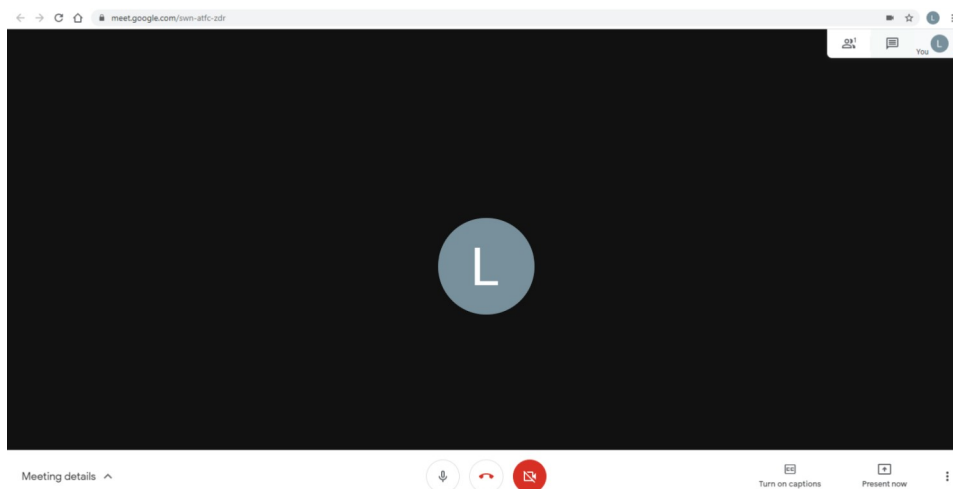 meet.google.com/swn-atfc-zdr
L
1
You
L
L
Meeting details
CC
Turn on captions
Present now